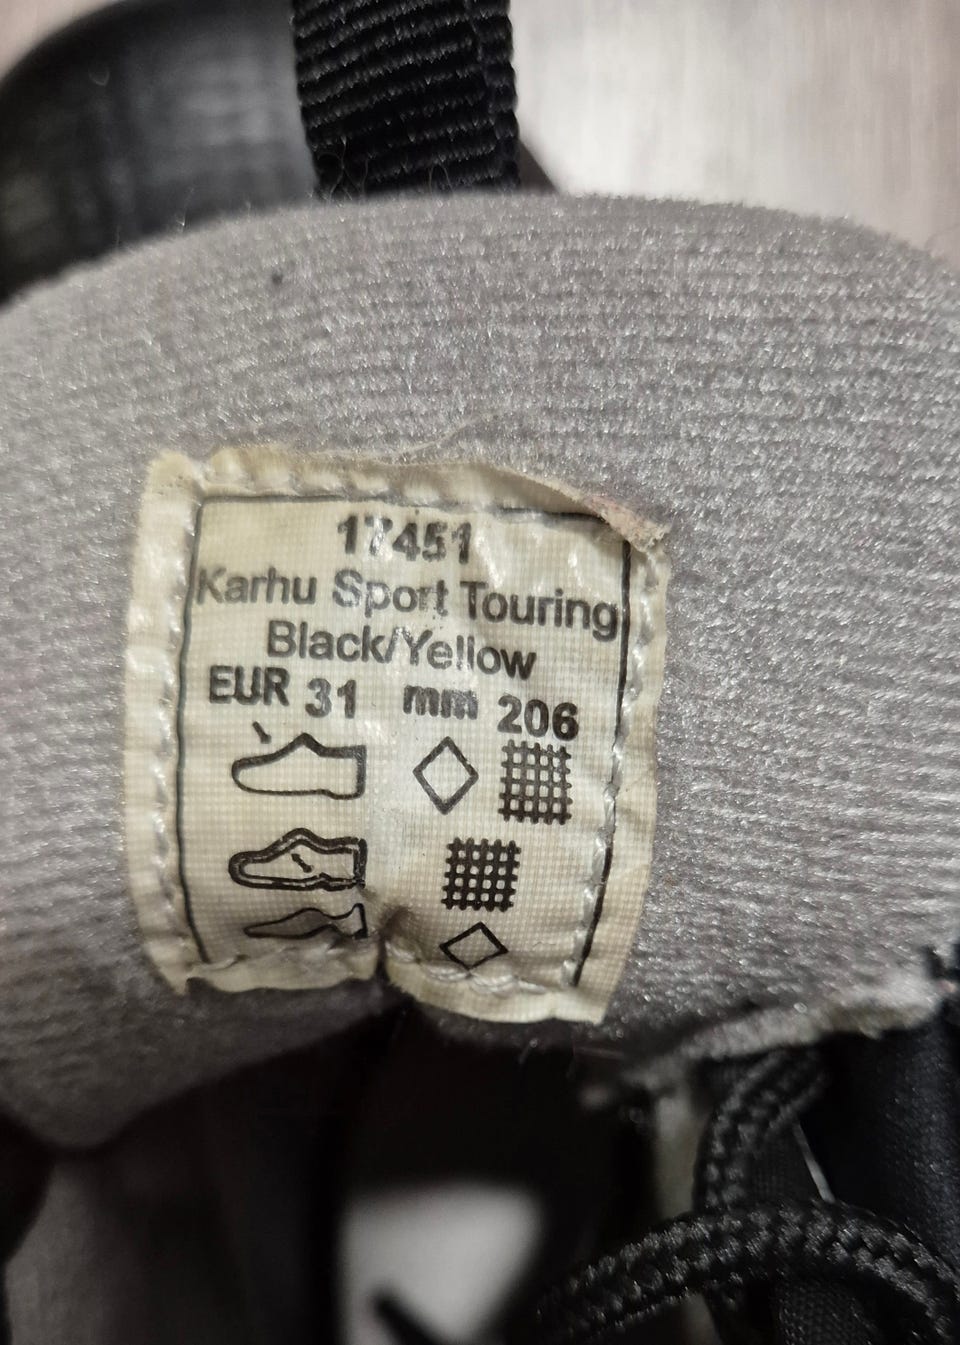 17451
Karhu Sport Touring
Black/Yellow
EUR 31 mm 206